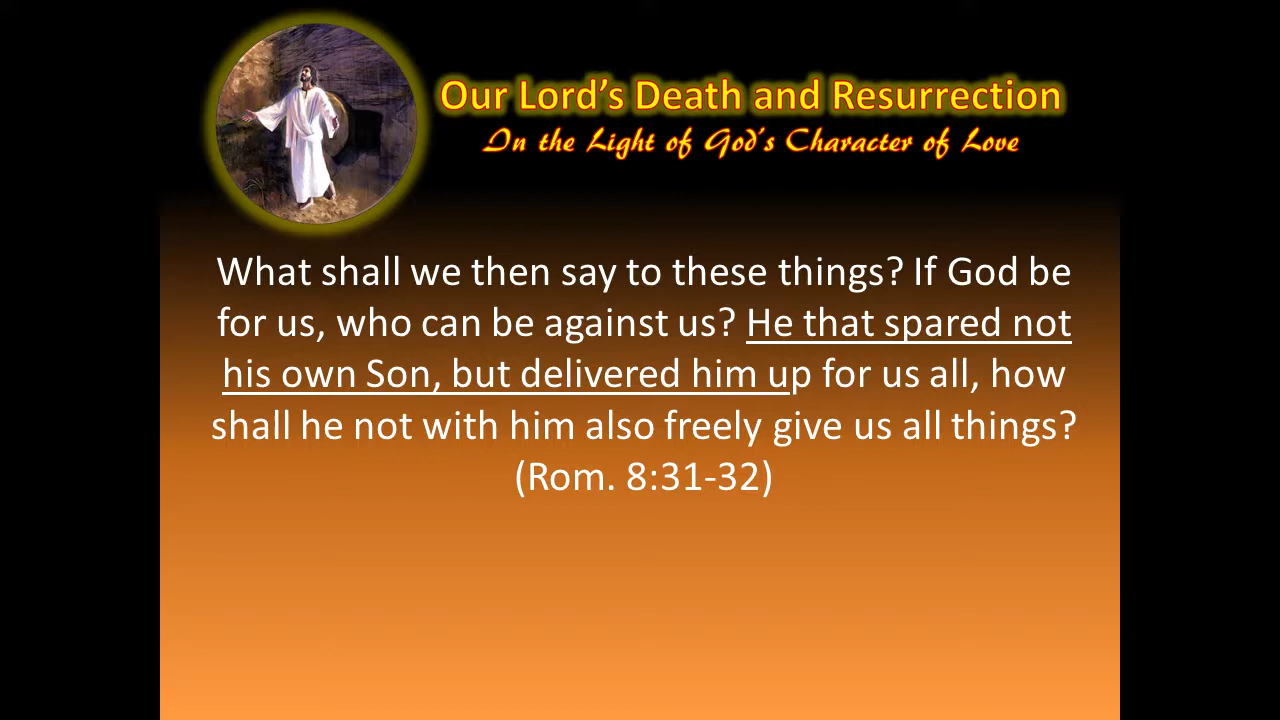 Our Lord’s Death and Resurrection
In the Light of God’s Character of Love
What shall we then say to these things? If God be
for us, who can be against us? He that spared not
his own Son, but delivered him up for us all, how
shall he not with him also freely give us all things?
(Rom. 8:31-32)